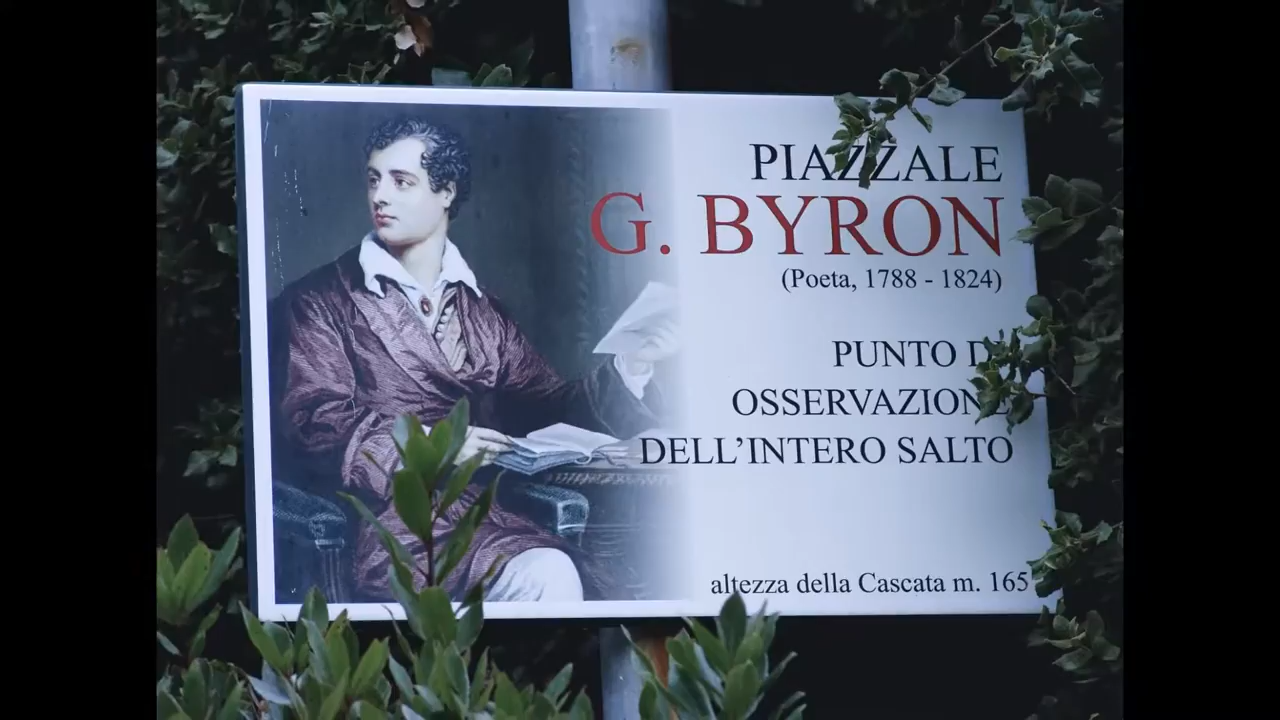 PIAZZALE
G. BYRON
(Poeta, 1788 - 1824)
PUNTO DI
OSSERVAZIONE
DELL'INTERO SALTO
altezza della Cascata m. 165